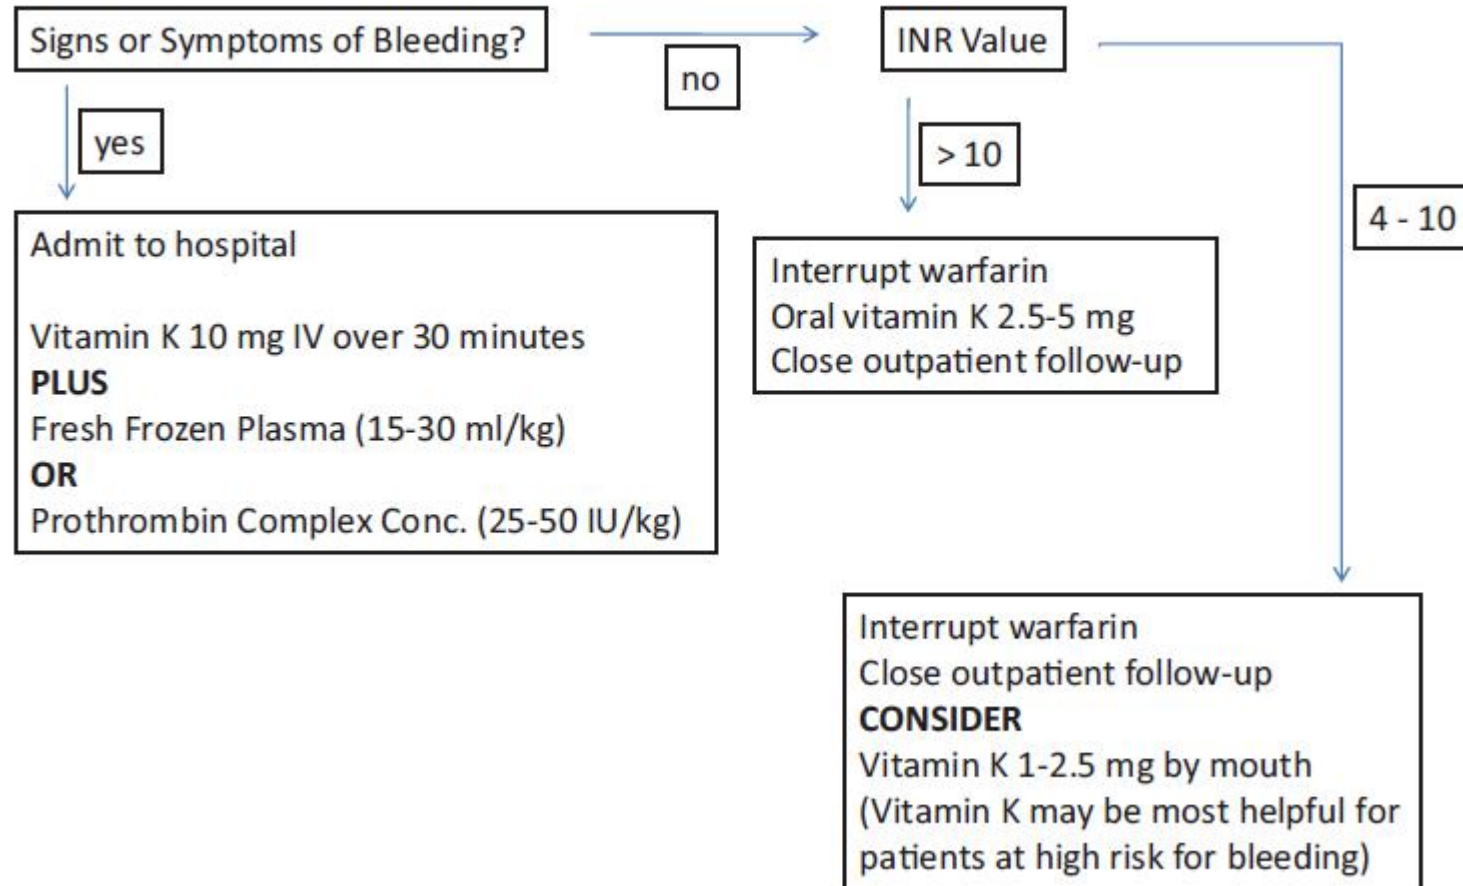 Signs or Symptoms of Bleeding?
no
INR Value
yes
> 10
4 - 10
Admit to hospital
Vitamin K 10 mg IV over 30 minutes
PLUS
Fresh Frozen Plasma (15-30 ml/kg)
OR
Prothrombin Complex Conc. (25-50 IU/kg)
Interrupt warfarin
Oral vitamin K 2.5-5 mg
Close outpatient follow-up
Interrupt warfarin
Close outpatient follow-up
CONSIDER
Vitamin K 1-2.5 mg by mouth
(Vitamin K may be most helpful for
patients at high risk for bleeding)